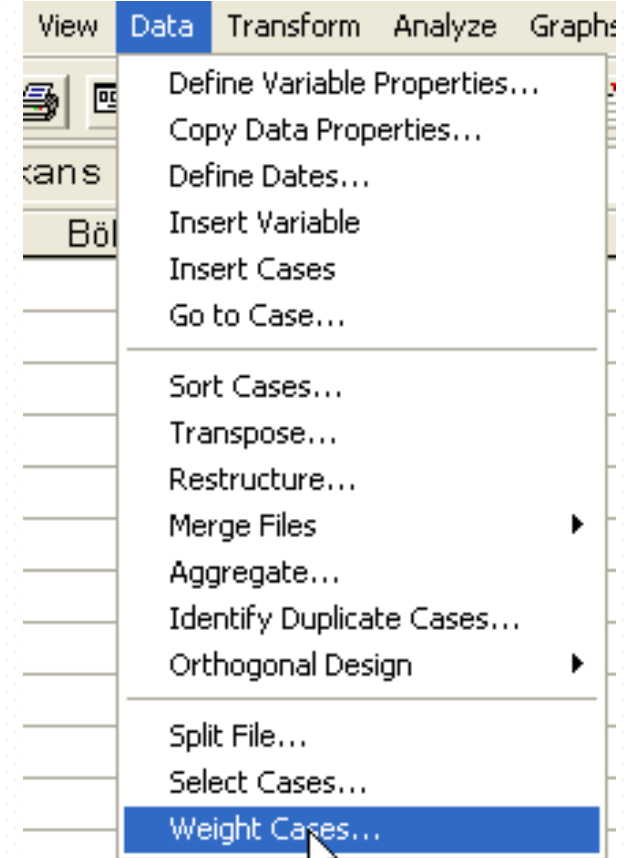 View Data Transform Analyze Graphs
Define Variable Properties...
Copy Data Properties...
Define Dates...
Insert Variable
Insert Cases
Go to Case...
Sort Cases...
Transpose...
Restructure...
Merge Files
Aggregate...
Identify Duplicate Cases...
Orthogonal Design
Split File...
Select Cases...
Weight Cases...